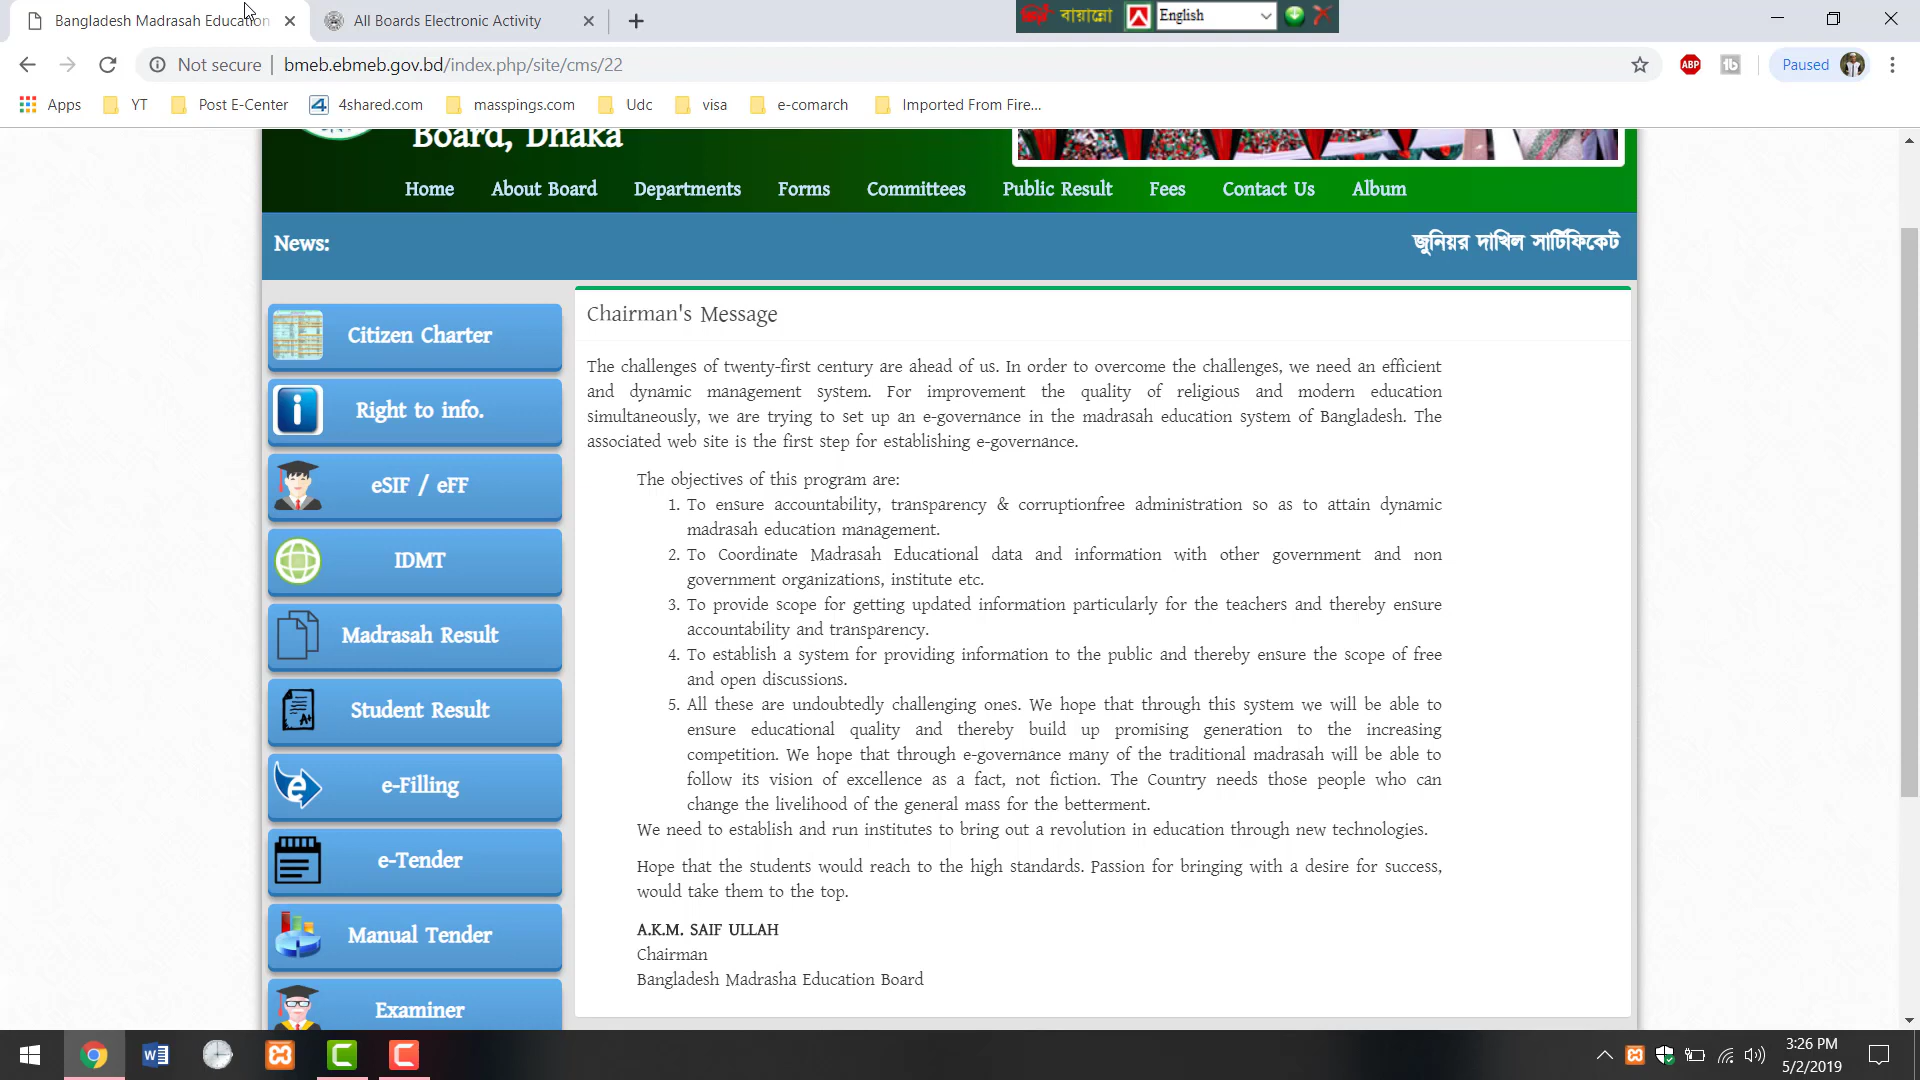 Bangladesh Madrasah Education
All Boards Electronic Activity
বায়ান্নো
English
Not secure
bmeb.ebmeb.gov.bd/index.php/site/cms/22
ABP
Paused
Apps
YT
Post E-Center
4shared.com
masspings.com
Udc
visa
e-comarch
Imported From Fire...
Board, Dhaka
Home
About Board
Departments
Forms
Committees
Public Result
Fees
Contact Us
Album
News:
জুনিয়র দাখিল সার্টিফিকেট
Citizen Charter
Right to info.
eSIF / eFF
IDMT
Madrasah Result
Student Result
e-Filling
e-Tender
Manual Tender
Examiner
Chairman's Message
The challenges of twenty-first century are ahead of us. In order to overcome the challenges, we need an efficient
and dynamic management system. For improvement the quality of religious and modern education
simultaneously, we are trying to set up an e-governance in the madrasah education system of Bangladesh. The
associated web site is the first step for establishing e-governance.
The objectives of this program are:
1. To ensure accountability, transparency & corruptionfree administration so as to attain dynamic
madrasah education management.
2. To Coordinate Madrasah Educational data and information with other government and non
government organizations, institute etc.
3. To provide scope for getting updated information particularly for the teachers and thereby ensure
accountability and transparency.
4. To establish a system for providing information to the public and thereby ensure the scope of free
and open discussions.
5. All these are undoubtedly challenging ones. We hope that through this system we will be able to
ensure educational quality and thereby build up promising generation to the increasing
competition. We hope that through e-governance many of the traditional madrasah will be able to
follow its vision of excellence as a fact, not fiction. The Country needs those people who can
change the livelihood of the general mass for the betterment.
We need to establish and run institutes to bring out a revolution in education through new technologies.
Hope that the students would reach to the high standards. Passion for bringing with a desire for success,
would take them to the top.
A.K.M. SAIF ULLAH
Chairman
Bangladesh Madrasha Education Board
3:26 PM
5/2/2019